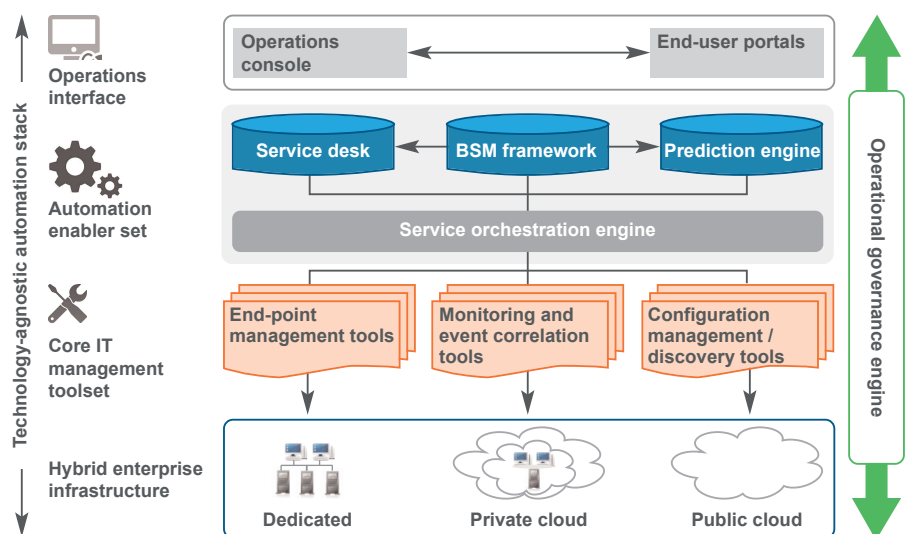 Technology-agnostic automation stack
Operations
interface
Operations
console
End-user portals
Automation
enabler set
Service desk
BSM framework
Prediction engine
Service orchestration engine
Core IT
management
toolset
End-point
management tools
Monitoring and
event correlation
tools
Configuration
management /
discovery tools
Hybrid enterprise
infrastructure
Dedicated
Private cloud
Public cloud
Operational governance engine